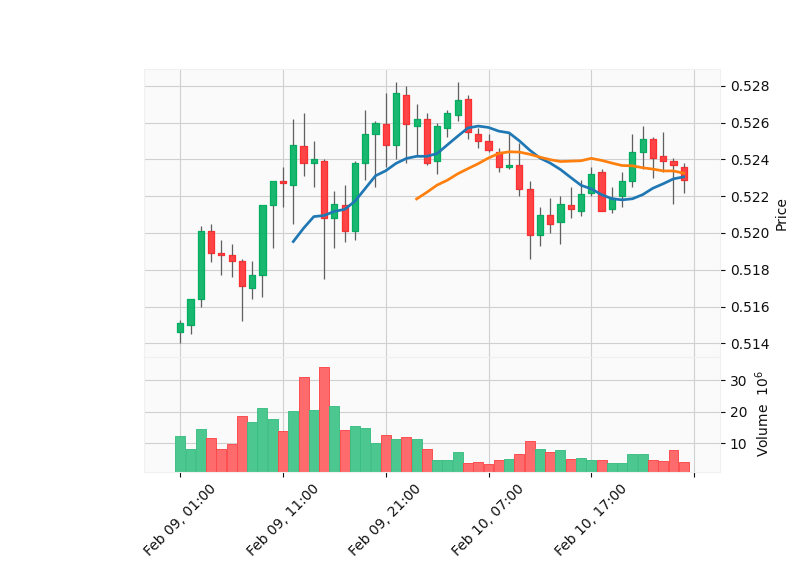 0.528
0.526
0.524
0.522
0.520
0.518
0.516
0.514
Price
30
20
10
Volume 10⁶
Feb 09, 01:00
Feb 09, 11:00
Feb 09, 21:00
Feb 10, 07:00
Feb 10, 17:00